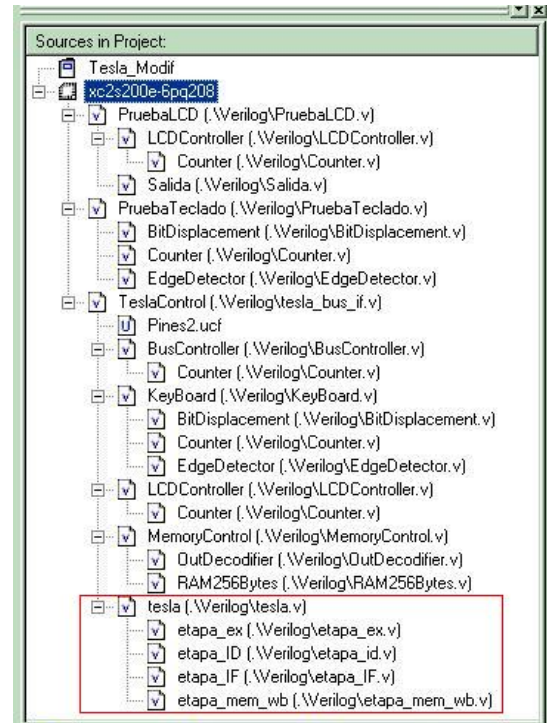 Sources in Project:
Tesla_Modif
xc2s200e-6pq208
PruebaLCD (.\Verilog\PruebaLCD.v)
LCDController (.\Verilog\LCDController.v)
Counter (.\Verilog\Counter.v)
Salida (.\Verilog\Salida.v)
PruebaTeclado (.\Verilog\PruebaTeclado.v)
BitDisplacement (.\Verilog\BitDisplacement.v)
Counter (.\Verilog\Counter.v)
EdgeDetector (.\Verilog\EdgeDetector.v)
TeslaControl (.\Verilog\tesla_bus_if.v)
Pines2.ucf
BusController (.\Verilog\BusController.v)
Counter (.\Verilog\Counter.v)
KeyBoard (.\Verilog\KeyBoard.v)
BitDisplacement (.\Verilog\BitDisplacement.v)
Counter (.\Verilog\Counter.v)
EdgeDetector (.\Verilog\EdgeDetector.v)
LCDController (.\Verilog\LCDController.v)
Counter (.\Verilog\Counter.v)
MemoryControl (.\Verilog\MemoryControl.v)
OutDecodifier (.\Verilog\OutDecodifier.v)
RAM256Bytes (.\Verilog\RAM256Bytes.v)
tesla (.\Verilog\tesla.v)
etapa_ex (.\Verilog\etapa_ex.v)
etapa_ID (.\Verilog\etapa_id.v)
etapa_IF (.\Verilog\etapa_IF.v)
etapa_mem_wb (.\Verilog\etapa_mem_wb.v)